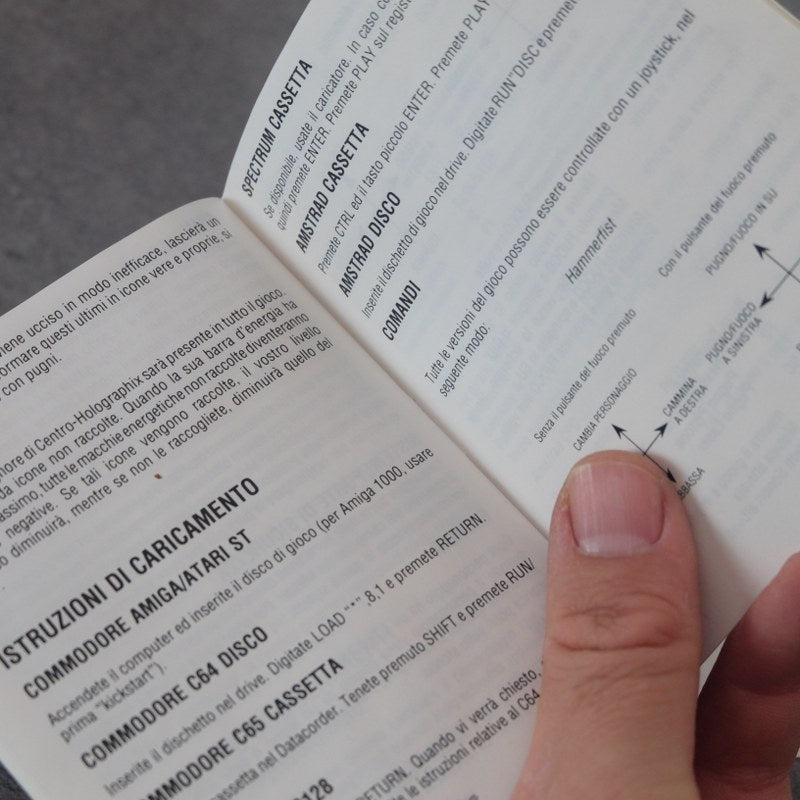 viene ucciso in modo inefficace, lascierà un
formare questi ultimi in icone vere e proprie, si
con pugni.
nore di Centro-Holographix sarà presente in tutto il gioco.
da icone non raccolte. Quando la sua barra d'energia ha
assimo, tutte le macchie energetiche non raccolte diventeranno
negative. Se tali icone vengono raccolte, il vostro livello
diminuirà, mentre se non le raccogliete, diminuirà quello del
ISTRUZIONI DI CARICAMENTO
COMMODORE AMIGA/ATARI ST
Accendete il computer ed inserite il disco di gioco (per Amiga 1000, usare
prima "kickstart").
COMMODORE C64 DISCO
Inserite il dischetto nel drive. Digitate LOAD "*",8,1 e premete RETURN.
COMMODORE C65 CASSETTA
cassetta nel Datacorder. Tenete premuto SHIFT e premete RUN/
128
RETURN. Quando vi verrà chiesto,
le istruzioni relative al C64
SPECTRUM CASSETTA
Se disponibile, usate il caricatore. In caso
quindi premete ENTER. Premete PLAY sul
AMSTRAD CASSETTA
Premete CTRL ed il tasto piccolo ENTER. Premete PLAY
AMSTRAD DISCO
Inserite il dischetto di gioco nel drive. Digitate RUN"DISC e premete
COMANDI
Tutte le versioni del gioco possono essere controllate con un joystick, nel
seguente modo:
Hammerfist
Senza il pulsante del fuoco premuto
CAMBIA PERSONAGGIO
CAMMINA
A DESTRA
Con il pulsante del fuoco premuto
PUGNO/FUOCO IN SU
PUGNO/FUOCO
A SINISTRA